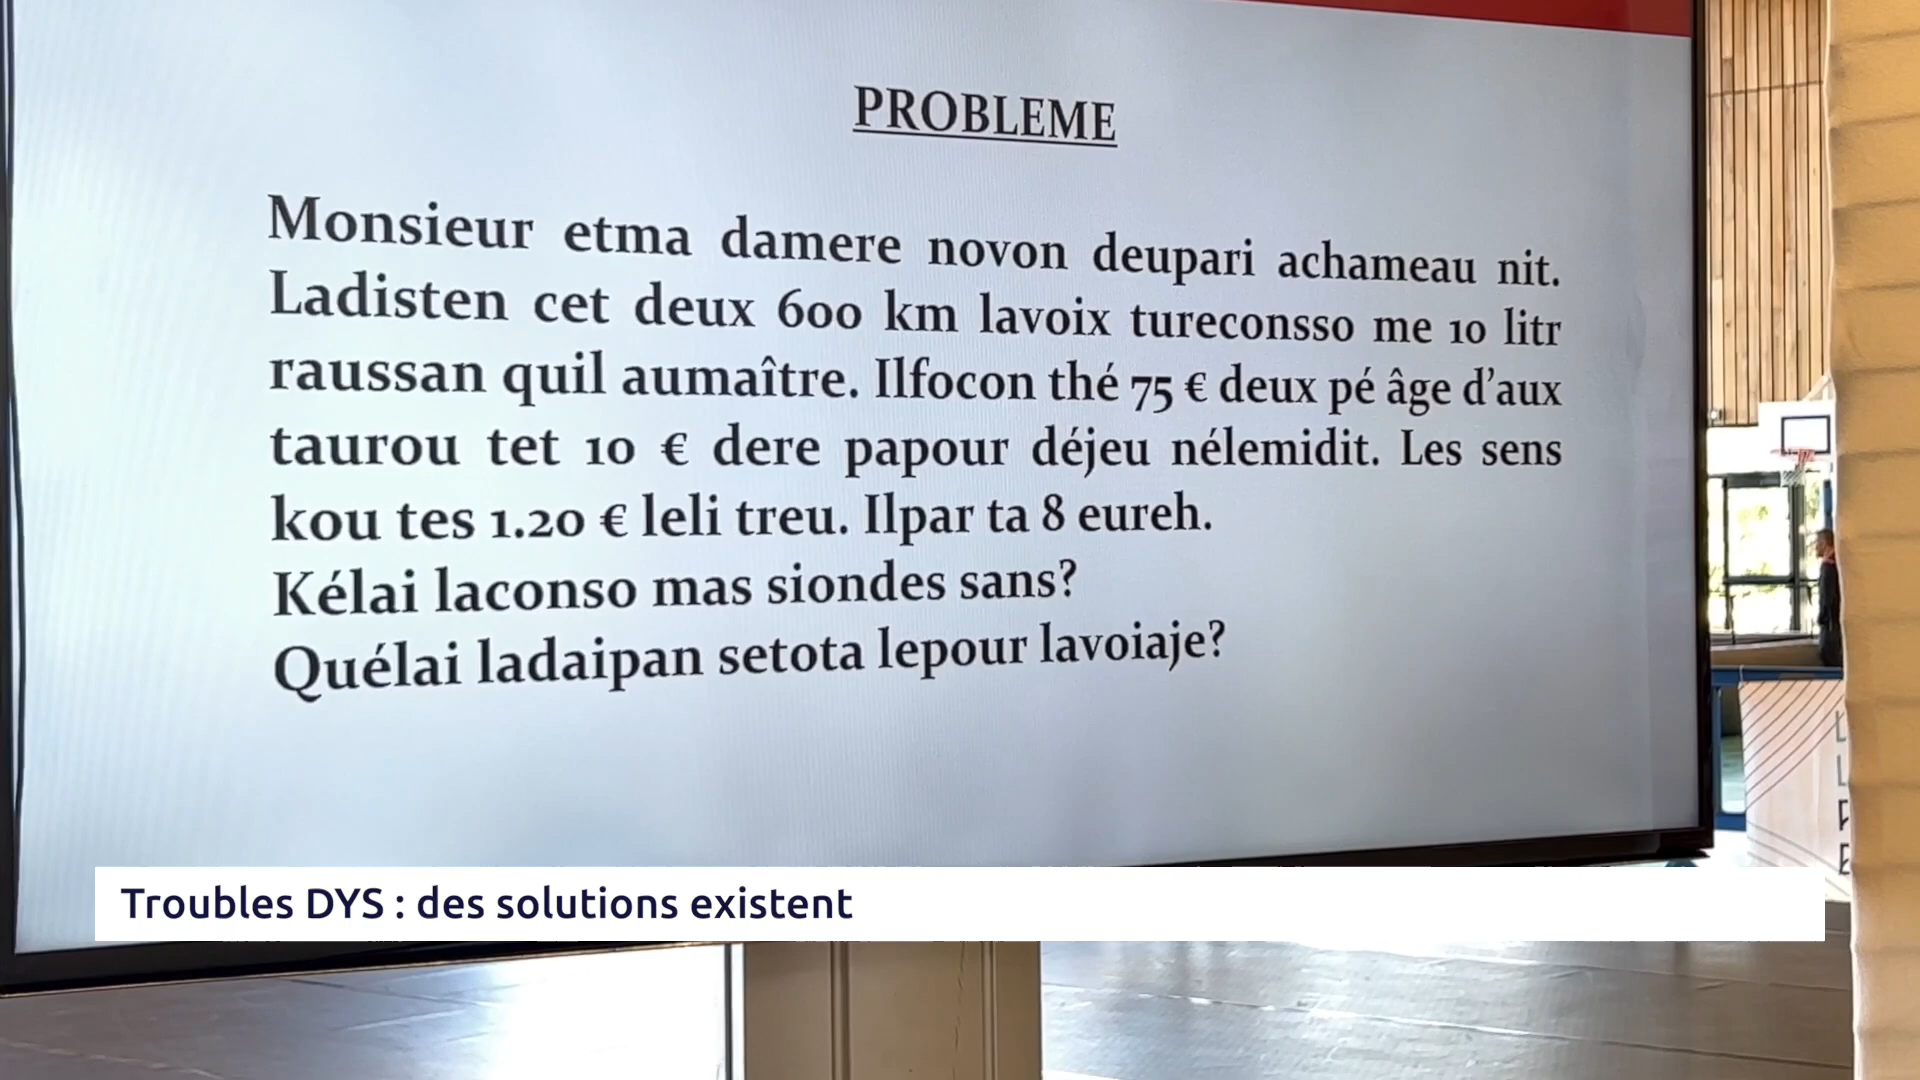 PROBLEME
Monsieur etma damere novon deupari achameau nit.
Ladisten cet deux 600 km lavoix tureconsso me 10 litr
raussan quil aumaître. Ilfocon thé 75 € deux pé âge d'aux
taurou tet 10 € dere papour déjeu nélemidit. Les sens
kou tes 1.20 € leli treu. Ilpar ta 8 eureh.
Kélai laconso mas siondes sans?
Quélai ladaipan setota lepour lavoiaje?
Troubles DYS : des solutions existent